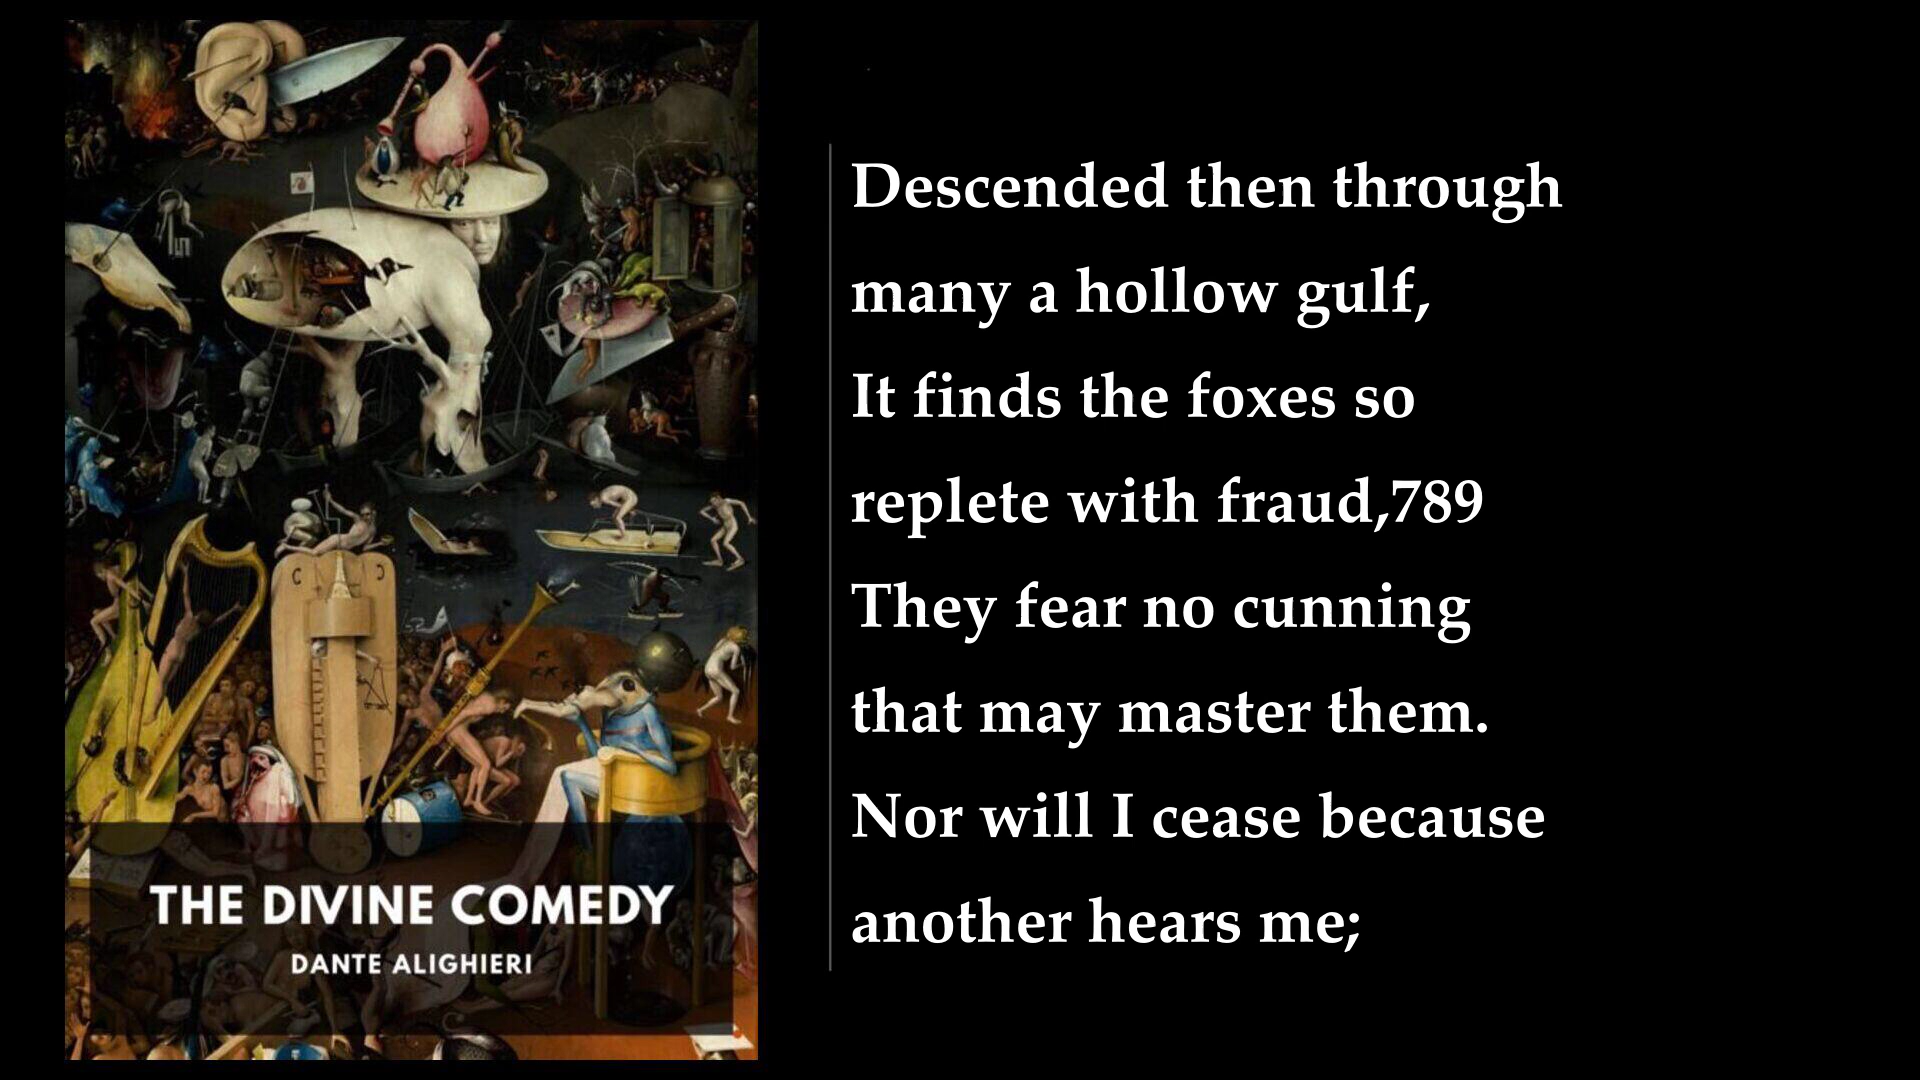 THE DIVINE COMEDY
DANTE ALIGHIERI
Descended then through
many a hollow gulf,
It finds the foxes so
replete with fraud,789
They fear no cunning
that may master them.
Nor will I cease because
another hears me;